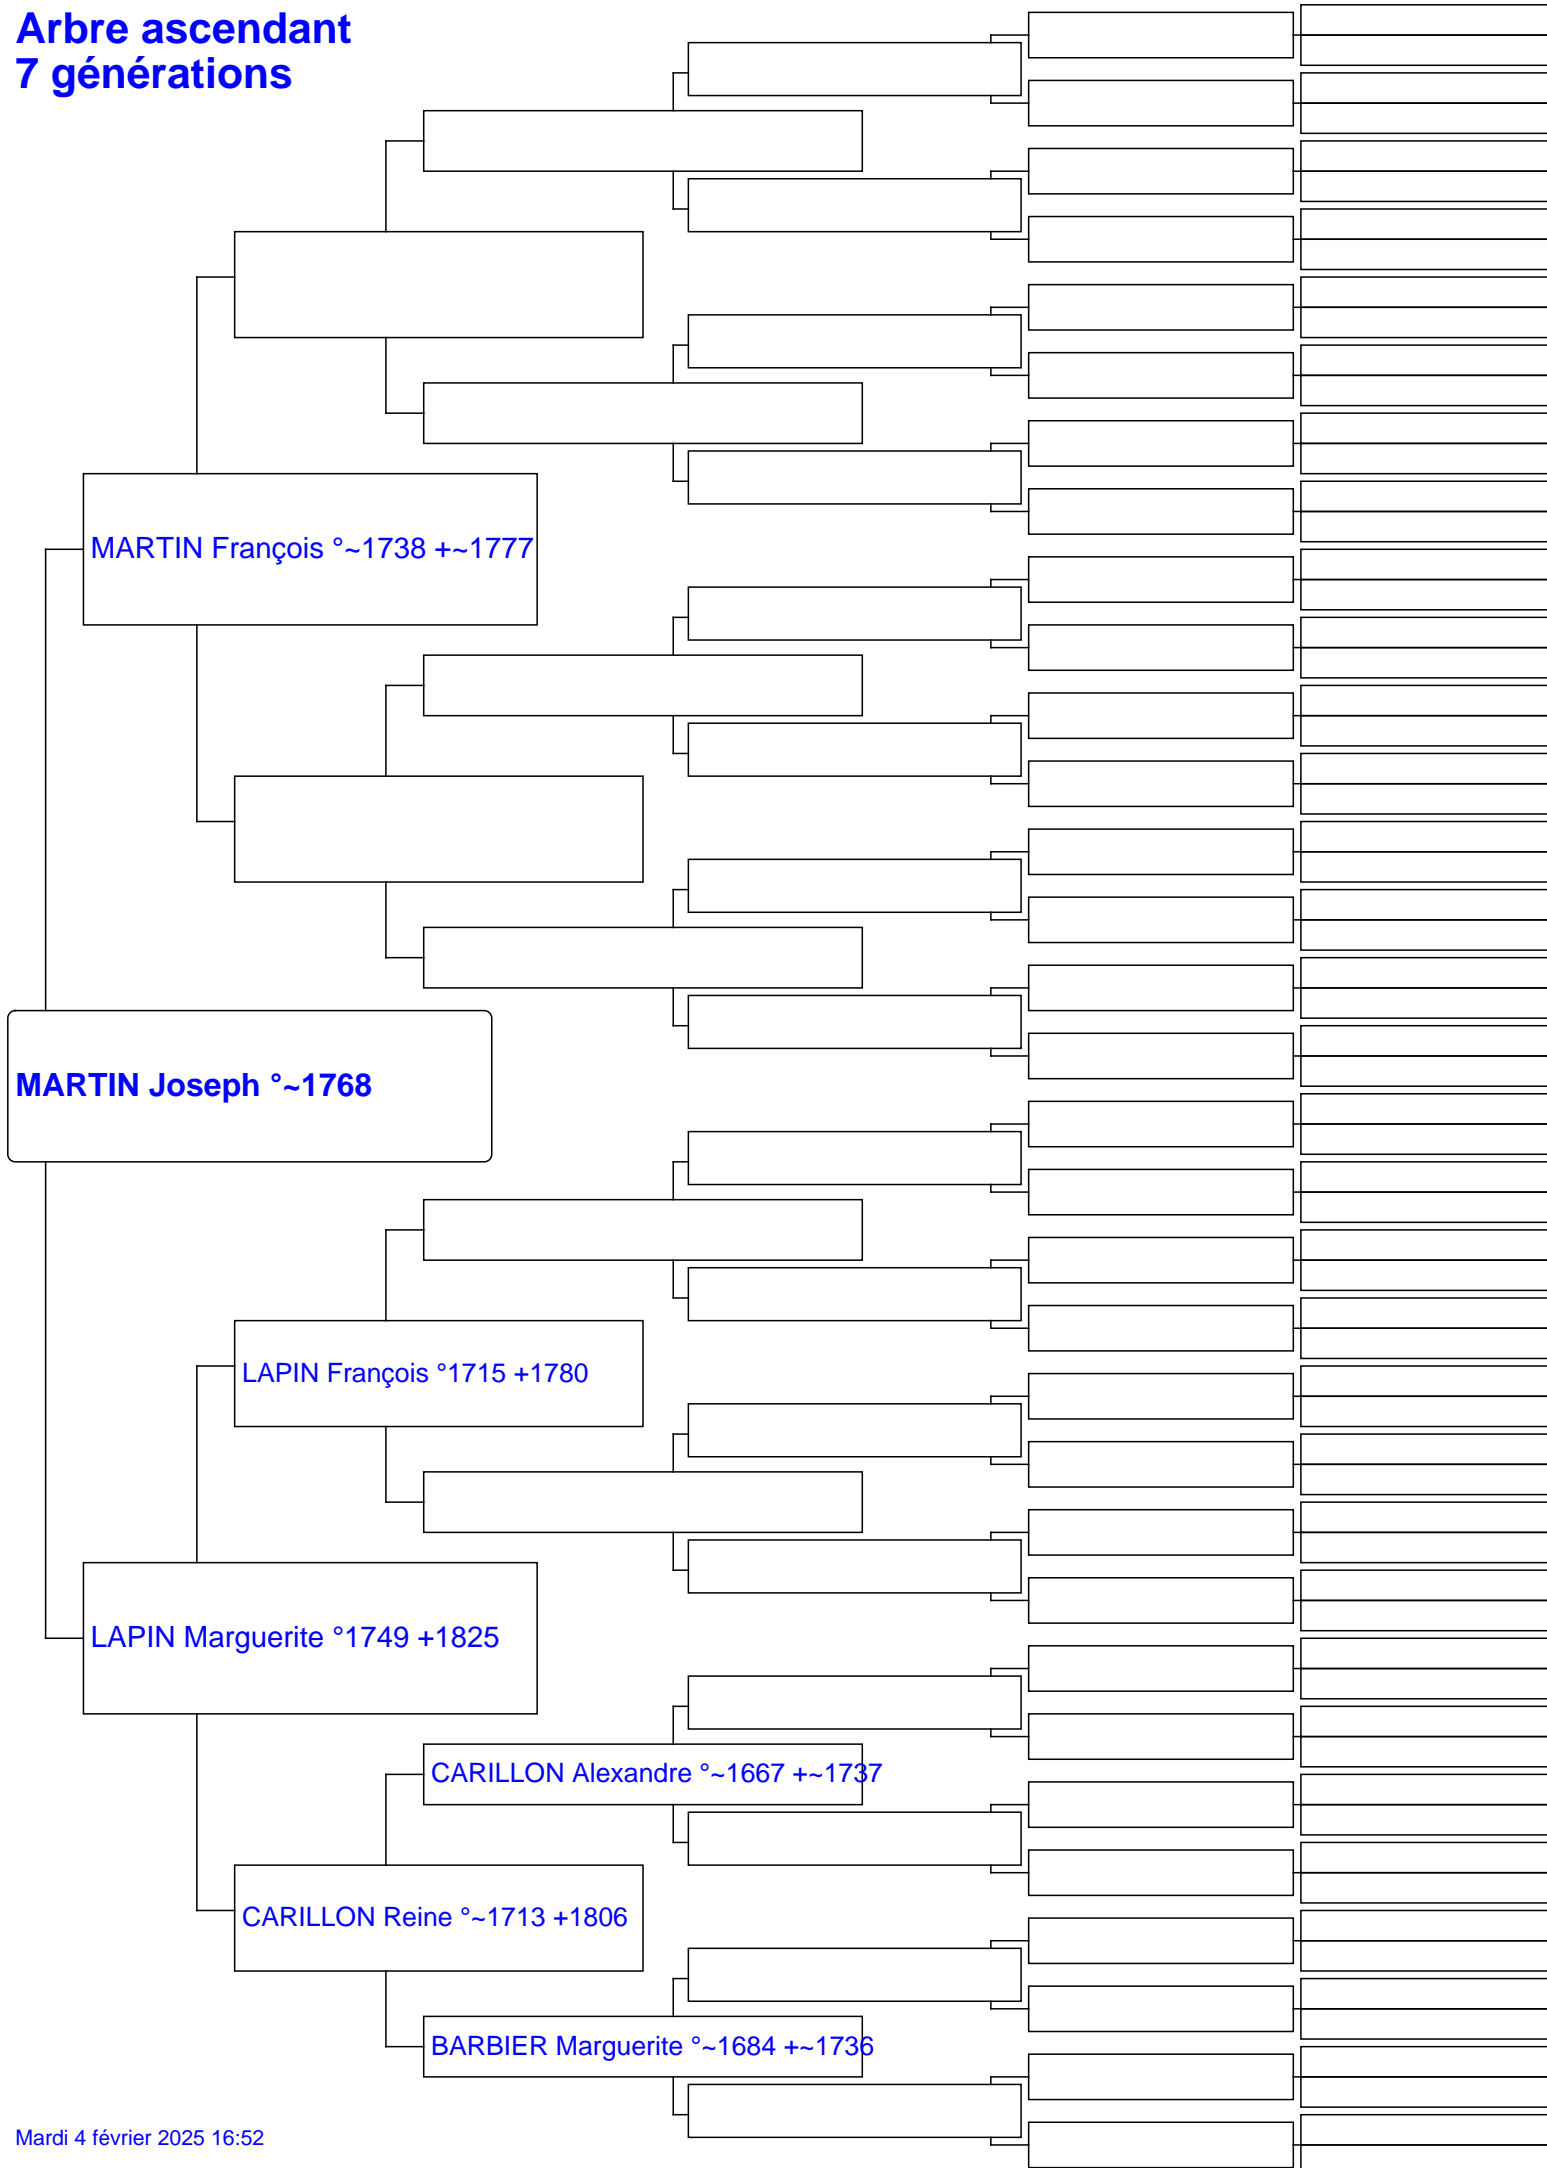 Arbre ascendant
7 générations
MARTIN François °~1738 +~1777
MARTIN Joseph °~1768
LAPIN François °1715 +1780
LAPIN Marguerite °1749 +1825
CARILLON Alexandre °~1667 +~1737
CARILLON Reine °~1713 +1806
BARBIER Marguerite °~1684 +~1736
Mardi 4 février 2025 16:52